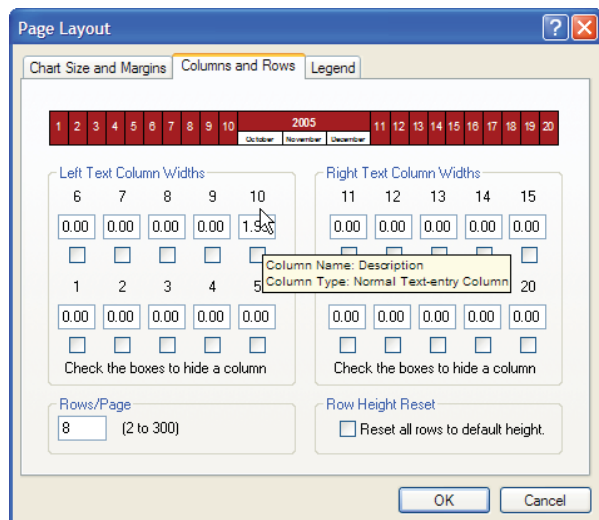 Page Layout
Chart Size and Margins Columns and Rows Legend
1 2 3 4 5 6 7 8 9 10 2005 11 12 13 14 15 16 17 18 19 20
October November December
Left Text Column Widths
6 7 8 9 10
0.00 0.00 0.00 0.00
1 2 3 4 5
0.00 0.00 0.00 0.00 0.00
Check the boxes to hide a column
Right Text Column Widths
11 12 13 14 15
0.00 0.00 0.00 0.00 0.00
Column Name: Description
Column Type: Normal Text-entry Column
20
0.00 0.00 0.00 0.00 0.00
Check the boxes to hide a column
Rows/Page
8 (2 to 300)
Row Height Reset
Reset all rows to default height.
OK Cancel